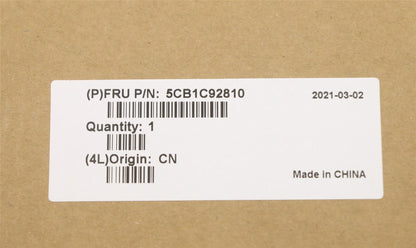 (P)FRU P/N: 5CB1C92810 2021-03-02
Quantity: 1
(4L)Origin: CN
Made in CHINA